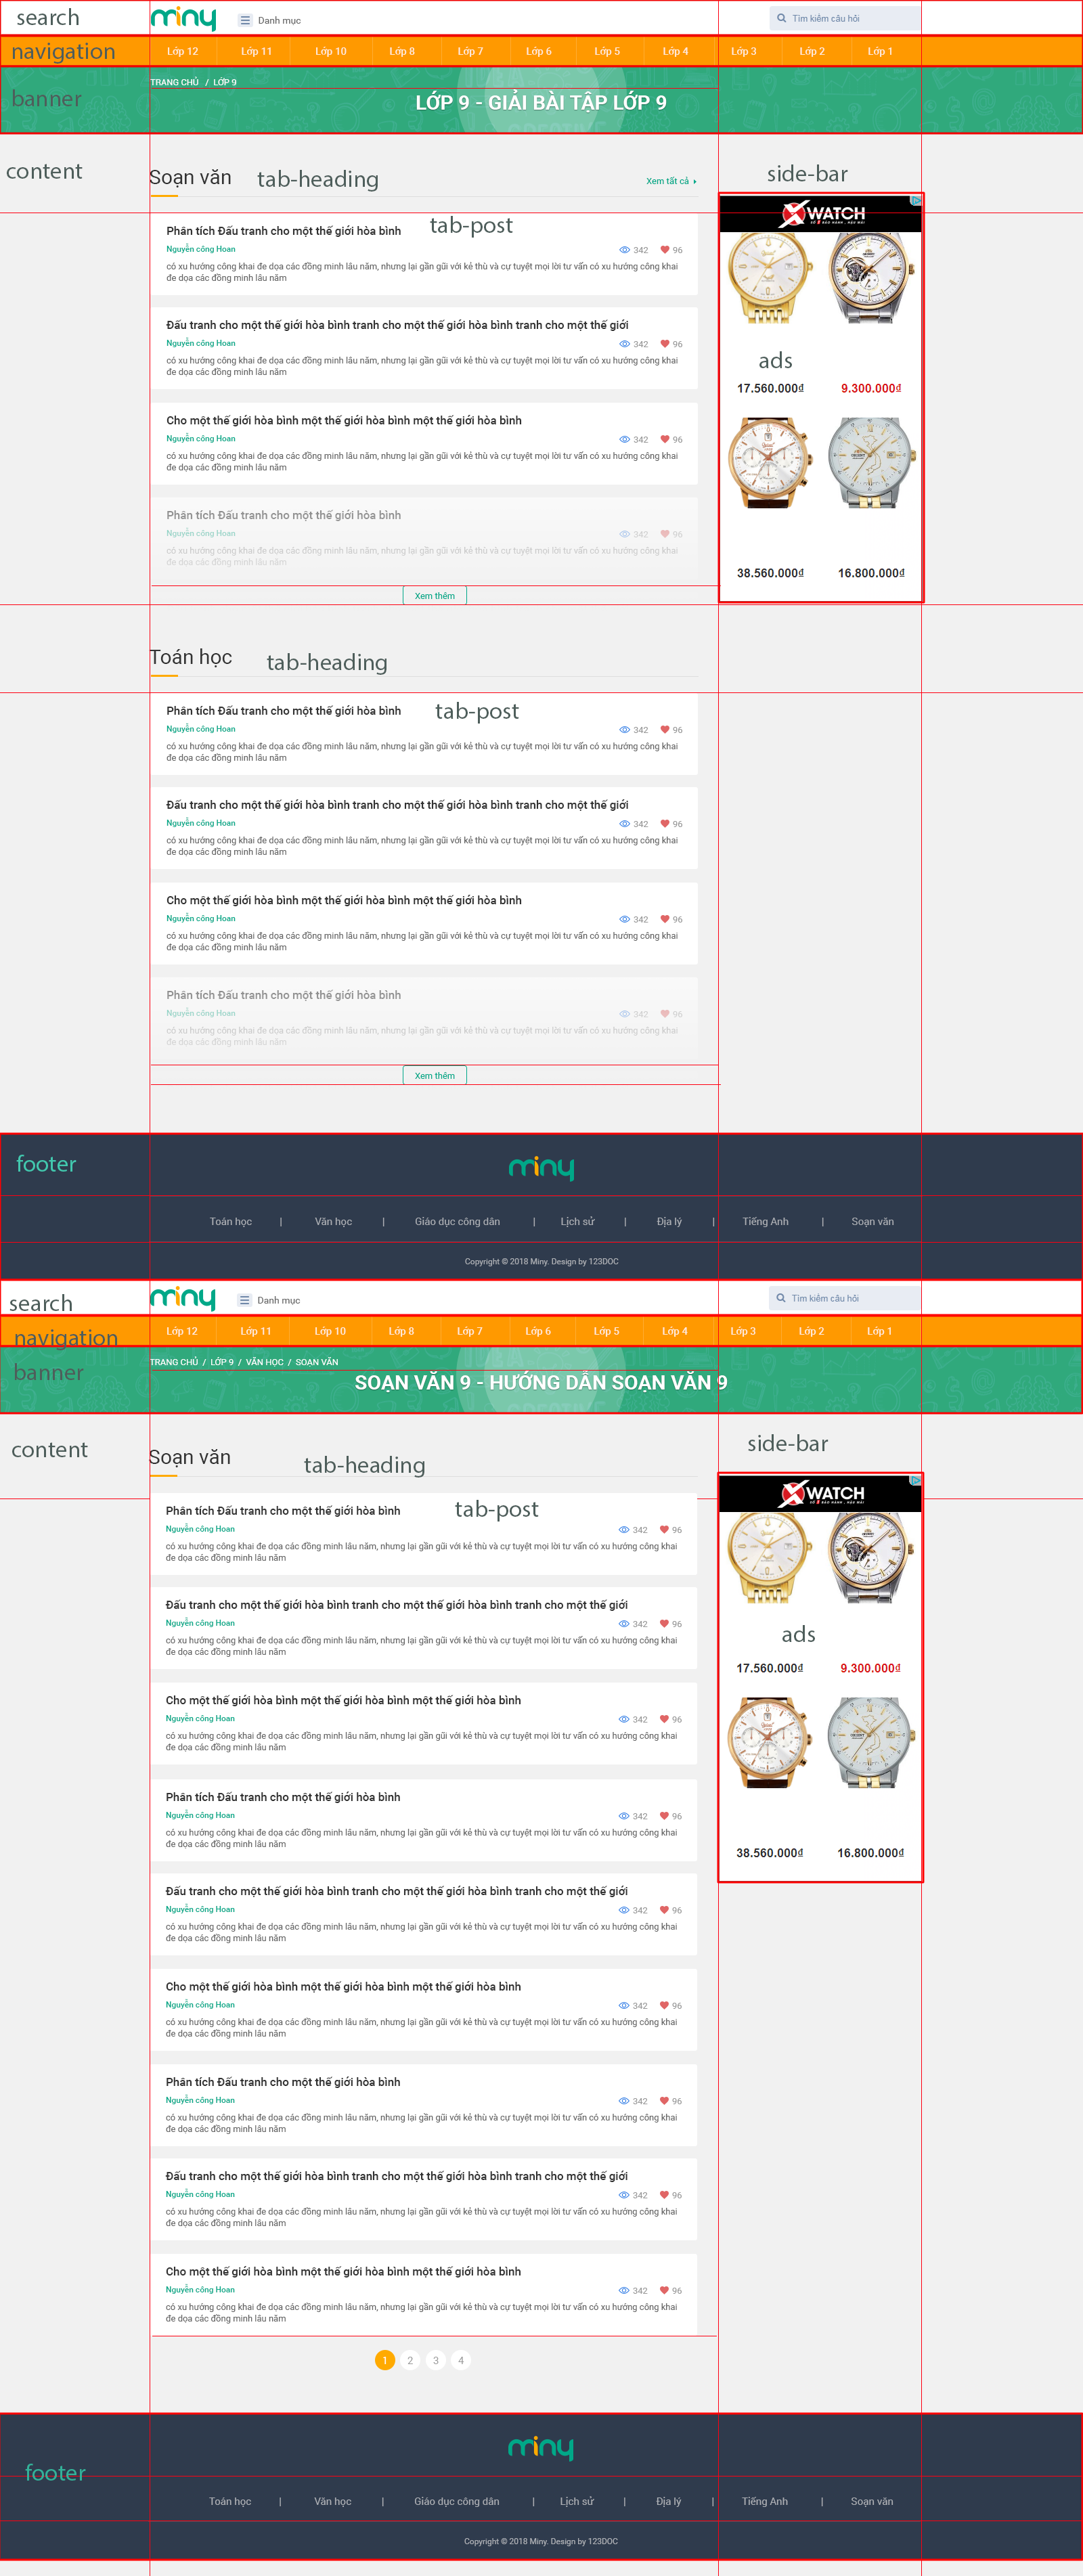 search
miny
Danh mục
Tìm kiếm câu hỏi
navigation
Lớp 12
Lớp 11
Lớp 10
Lớp 8
Lớp 7
Lớp 6
Lớp 5
Lớp 4
Lớp 3
Lớp 2
Lớp 1
banner
TRANG CHỦ / LỚP 9
LỚP 9 - GIẢI BÀI TẬP LỚP 9
content
Soạn văn
tab-heading
Xem tất cả
side-bar
tab-post
Phân tích Đấu tranh cho một thế giới hòa bình
Nguyễn công Hoan
342
96
có xu hướng công khai đe dọa các đồng minh lâu năm, nhưng lại gần gũi với kẻ thù và cự tuyệt mọi lời tư vấn có xu hướng công khai
đe dọa các đồng minh lâu năm
Đấu tranh cho một thế giới hòa bình tranh cho một thế giới hòa bình tranh cho một thế giới
Nguyễn công Hoan
342
96
có xu hướng công khai đe dọa các đồng minh lâu năm, nhưng lại gần gũi với kẻ thù và cự tuyệt mọi lời tư vấn có xu hướng công khai
đe dọa các đồng minh lâu năm
Cho một thế giới hòa bình một thế giới hòa bình một thế giới hòa bình
Nguyễn công Hoan
342
96
có xu hướng công khai đe dọa các đồng minh lâu năm, nhưng lại gần gũi với kẻ thù và cự tuyệt mọi lời tư vấn có xu hướng công khai
đe dọa các đồng minh lâu năm
Phân tích Đấu tranh cho một thế giới hòa bình
Nguyễn công Hoan
342
96
có xu hướng công khai đe dọa các đồng minh lâu năm, nhưng lại gần gũi với kẻ thù và cự tuyệt mọi lời tư vấn có xu hướng công khai
đe dọa các đồng minh lâu năm
Xem thêm
XWATCH
ads
17.560.000₫
9.300.000₫
38.560.000₫
16.800.000₫
Toán học
tab-heading
tab-post
Phân tích Đấu tranh cho một thế giới hòa bình
Nguyễn công Hoan
342
96
có xu hướng công khai đe dọa các đồng minh lâu năm, nhưng lại gần gũi với kẻ thù và cự tuyệt mọi lời tư vấn có xu hướng công khai
đe dọa các đồng minh lâu năm
Đấu tranh cho một thế giới hòa bình tranh cho một thế giới hòa bình tranh cho một thế giới
Nguyễn công Hoan
342
96
có xu hướng công khai đe dọa các đồng minh lâu năm, nhưng lại gần gũi với kẻ thù và cự tuyệt mọi lời tư vấn có xu hướng công khai
đe dọa các đồng minh lâu năm
Cho một thế giới hòa bình một thế giới hòa bình một thế giới hòa bình
Nguyễn công Hoan
342
96
có xu hướng công khai đe dọa các đồng minh lâu năm, nhưng lại gần gũi với kẻ thù và cự tuyệt mọi lời tư vấn có xu hướng công khai
đe dọa các đồng minh lâu năm
Phân tích Đấu tranh cho một thế giới hòa bình
Nguyễn công Hoan
342
96
có xu hướng công khai đe dọa các đồng minh lâu năm, nhưng lại gần gũi với kẻ thù và cự tuyệt mọi lời tư vấn có xu hướng công khai
đe dọa các đồng minh lâu năm
Xem thêm
footer
miny
Toán học | Văn học | Giáo dục công dân | Lịch sử | Địa lý | Tiếng Anh | Soạn văn
Copyright © 2018 Miny. Design by 123DOC
search
miny
Danh mục
Tìm kiếm câu hỏi
navigation
Lớp 12
Lớp 11
Lớp 10
Lớp 8
Lớp 7
Lớp 6
Lớp 5
Lớp 4
Lớp 3
Lớp 2
Lớp 1
banner
TRANG CHỦ / LỚP 9 / VĂN HỌC / SOẠN VĂN
SOẠN VĂN 9 - HƯỚNG DẪN SOẠN VĂN 9
content
Soạn văn
tab-heading
side-bar
tab-post
Phân tích Đấu tranh cho một thế giới hòa bình
Nguyễn công Hoan
342
96
có xu hướng công khai đe dọa các đồng minh lâu năm, nhưng lại gần gũi với kẻ thù và cự tuyệt mọi lời tư vấn có xu hướng công khai
đe dọa các đồng minh lâu năm
Đấu tranh cho một thế giới hòa bình tranh cho một thế giới hòa bình tranh cho một thế giới
Nguyễn công Hoan
342
96
có xu hướng công khai đe dọa các đồng minh lâu năm, nhưng lại gần gũi với kẻ thù và cự tuyệt mọi lời tư vấn có xu hướng công khai
đe dọa các đồng minh lâu năm
Cho một thế giới hòa bình một thế giới hòa bình một thế giới hòa bình
Nguyễn công Hoan
342
96
có xu hướng công khai đe dọa các đồng minh lâu năm, nhưng lại gần gũi với kẻ thù và cự tuyệt mọi lời tư vấn có xu hướng công khai
đe dọa các đồng minh lâu năm
Phân tích Đấu tranh cho một thế giới hòa bình
Nguyễn công Hoan
342
96
có xu hướng công khai đe dọa các đồng minh lâu năm, nhưng lại gần gũi với kẻ thù và cự tuyệt mọi lời tư vấn có xu hướng công khai
đe dọa các đồng minh lâu năm
Đấu tranh cho một thế giới hòa bình tranh cho một thế giới hòa bình tranh cho một thế giới
Nguyễn công Hoan
342
96
có xu hướng công khai đe dọa các đồng minh lâu năm, nhưng lại gần gũi với kẻ thù và cự tuyệt mọi lời tư vấn có xu hướng công khai
đe dọa các đồng minh lâu năm
Cho một thế giới hòa bình một thế giới hòa bình một thế giới hòa bình
Nguyễn công Hoan
342
96
có xu hướng công khai đe dọa các đồng minh lâu năm, nhưng lại gần gũi với kẻ thù và cự tuyệt mọi lời tư vấn có xu hướng công khai
đe dọa các đồng minh lâu năm
Phân tích Đấu tranh cho một thế giới hòa bình
Nguyễn công Hoan
342
96
có xu hướng công khai đe dọa các đồng minh lâu năm, nhưng lại gần gũi với kẻ thù và cự tuyệt mọi lời tư vấn có xu hướng công khai
đe dọa các đồng minh lâu năm
Đấu tranh cho một thế giới hòa bình tranh cho một thế giới hòa bình tranh cho một thế giới
Nguyễn công Hoan
342
96
có xu hướng công khai đe dọa các đồng minh lâu năm, nhưng lại gần gũi với kẻ thù và cự tuyệt mọi lời tư vấn có xu hướng công khai
đe dọa các đồng minh lâu năm
Cho một thế giới hòa bình một thế giới hòa bình một thế giới hòa bình
Nguyễn công Hoan
342
96
có xu hướng công khai đe dọa các đồng minh lâu năm, nhưng lại gần gũi với kẻ thù và cự tuyệt mọi lời tư vấn có xu hướng công khai
đe dọa các đồng minh lâu năm
1 2 3 4
XWATCH
ads
17.560.000₫
9.300.000₫
38.560.000₫
16.800.000₫
footer
miny
Toán học | Văn học | Giáo dục công dân | Lịch sử | Địa lý | Tiếng Anh | Soạn văn
Copyright © 2018 Miny. Design by 123DOC